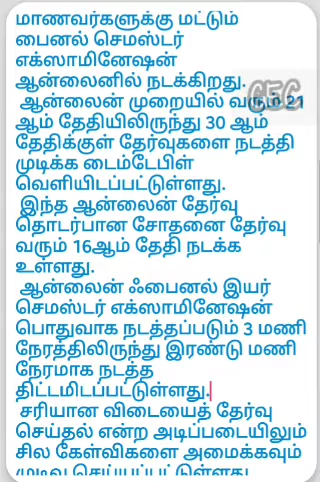 மாணவர்களுக்கு மட்டும்
பைனல் செமஸ்டர்
எக்ஸாமினேஷன்
ஆன்லைனில் நடக்கிறது.
ஆன்லைன் முறையில் வரும் 21
ஆம் தேதியிலிருந்து 30 ஆம்
தேதிக்குள் தேர்வுகளை நடத்தி
முடிக்க டைம்டேபிள்
வெளியிடப்பட்டுள்ளது.
இந்த ஆன்லைன் தேர்வு
தொடர்பான சோதனை தேர்வு
வரும் 16ஆம் தேதி நடக்க
உள்ளது.
ஆன்லைன் ஃபைனல் இயர்
செமஸ்டர் எக்ஸாமினேஷன்
பொதுவாக நடத்தப்படும் 3 மணி
நேரத்திலிருந்து இரண்டு மணி
நேரமாக நடத்த
திட்டமிடப்பட்டுள்ளது.
சரியான விடையைத் தேர்வு
செய்தல் என்ற அடிப்படையிலும்
சில கேள்விகளை அமைக்கவும்
முடிவு செய்யப்பட்டுள்ளது